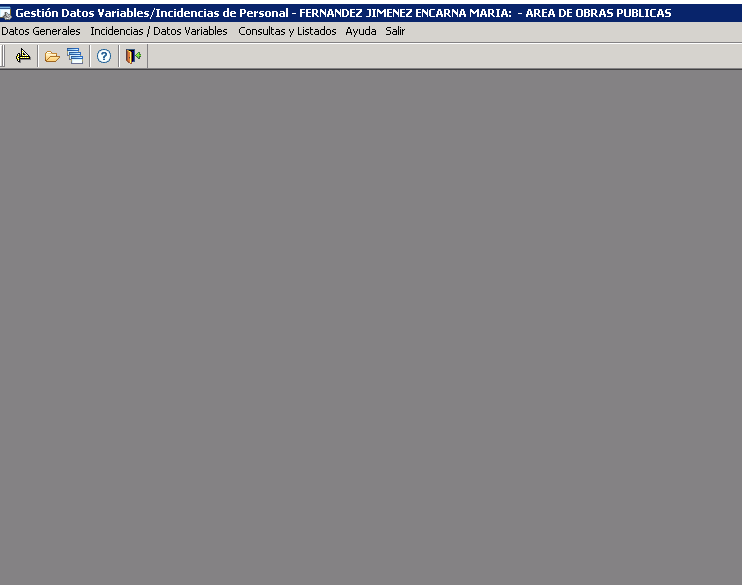 Gestión Datos Variables/Incidencias de Personal - FERNANDEZ JIMENEZ ENCARNA MARIA: - AREA DE OBRAS PUBLICAS
Datos Generales Incidencias / Datos Variables Consultas y Listados Ayuda Salir